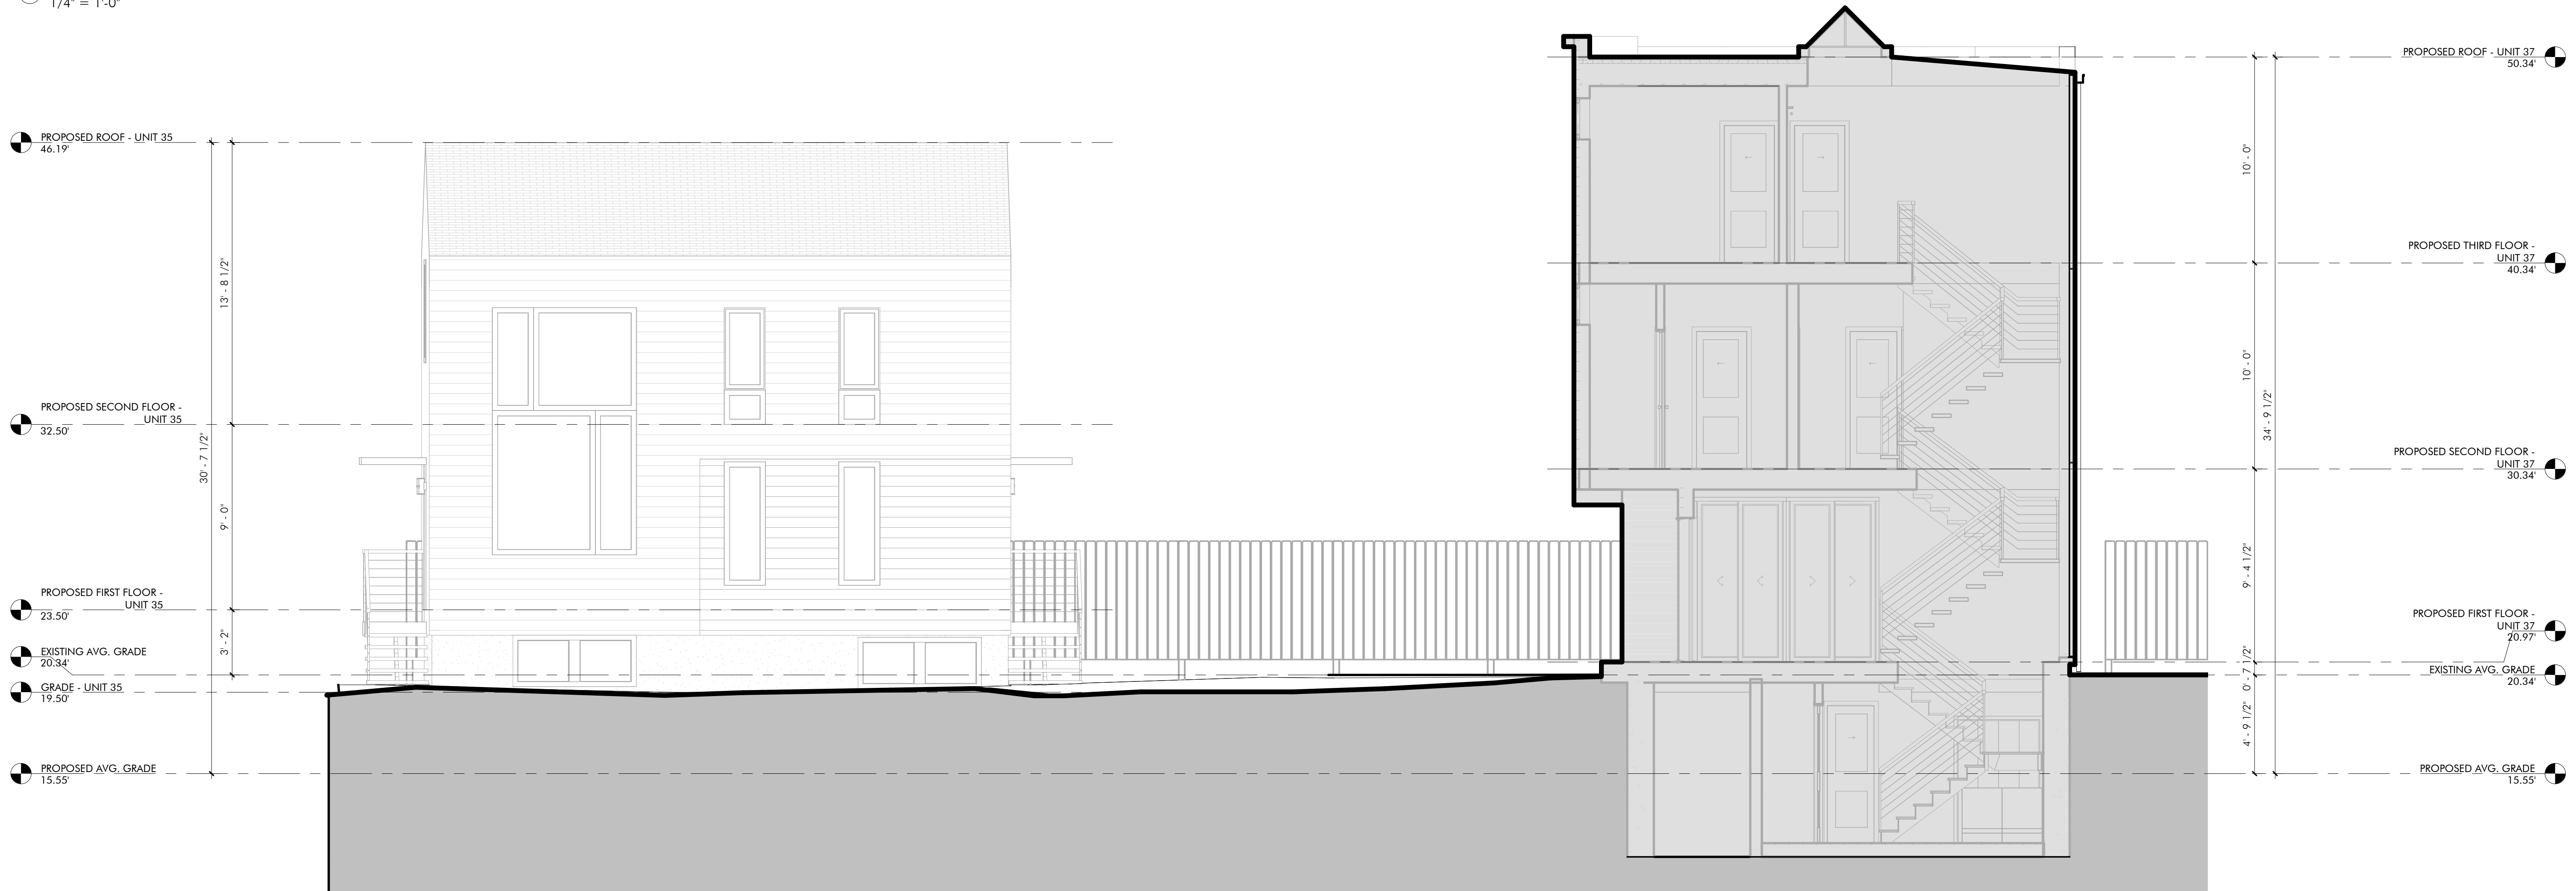 1/4" = 1'-0"
PROPOSED ROOF - UNIT 35
46.19'
PROPOSED SECOND FLOOR -
UNIT 35
32.50'
PROPOSED FIRST FLOOR -
UNIT 35
23.50'
EXISTING AVG. GRADE
20.34'
GRADE - UNIT 35
19.50'
PROPOSED AVG. GRADE
15.55'
30' - 7 1/2"
13' - 8 1/2"
9' - 0"
3' - 2"
10' - 0"
10' - 0"
9' - 4 1/2"
0' - 7 1/2"
4' - 9 1/2"
34' - 9 1/2"
PROPOSED ROOF - UNIT 37
50.34'
PROPOSED THIRD FLOOR -
UNIT 37
40.34'
PROPOSED SECOND FLOOR -
UNIT 37
30.34'
PROPOSED FIRST FLOOR -
UNIT 37
20.97'
EXISTING AVG. GRADE
20.34'
PROPOSED AVG. GRADE
15.55'